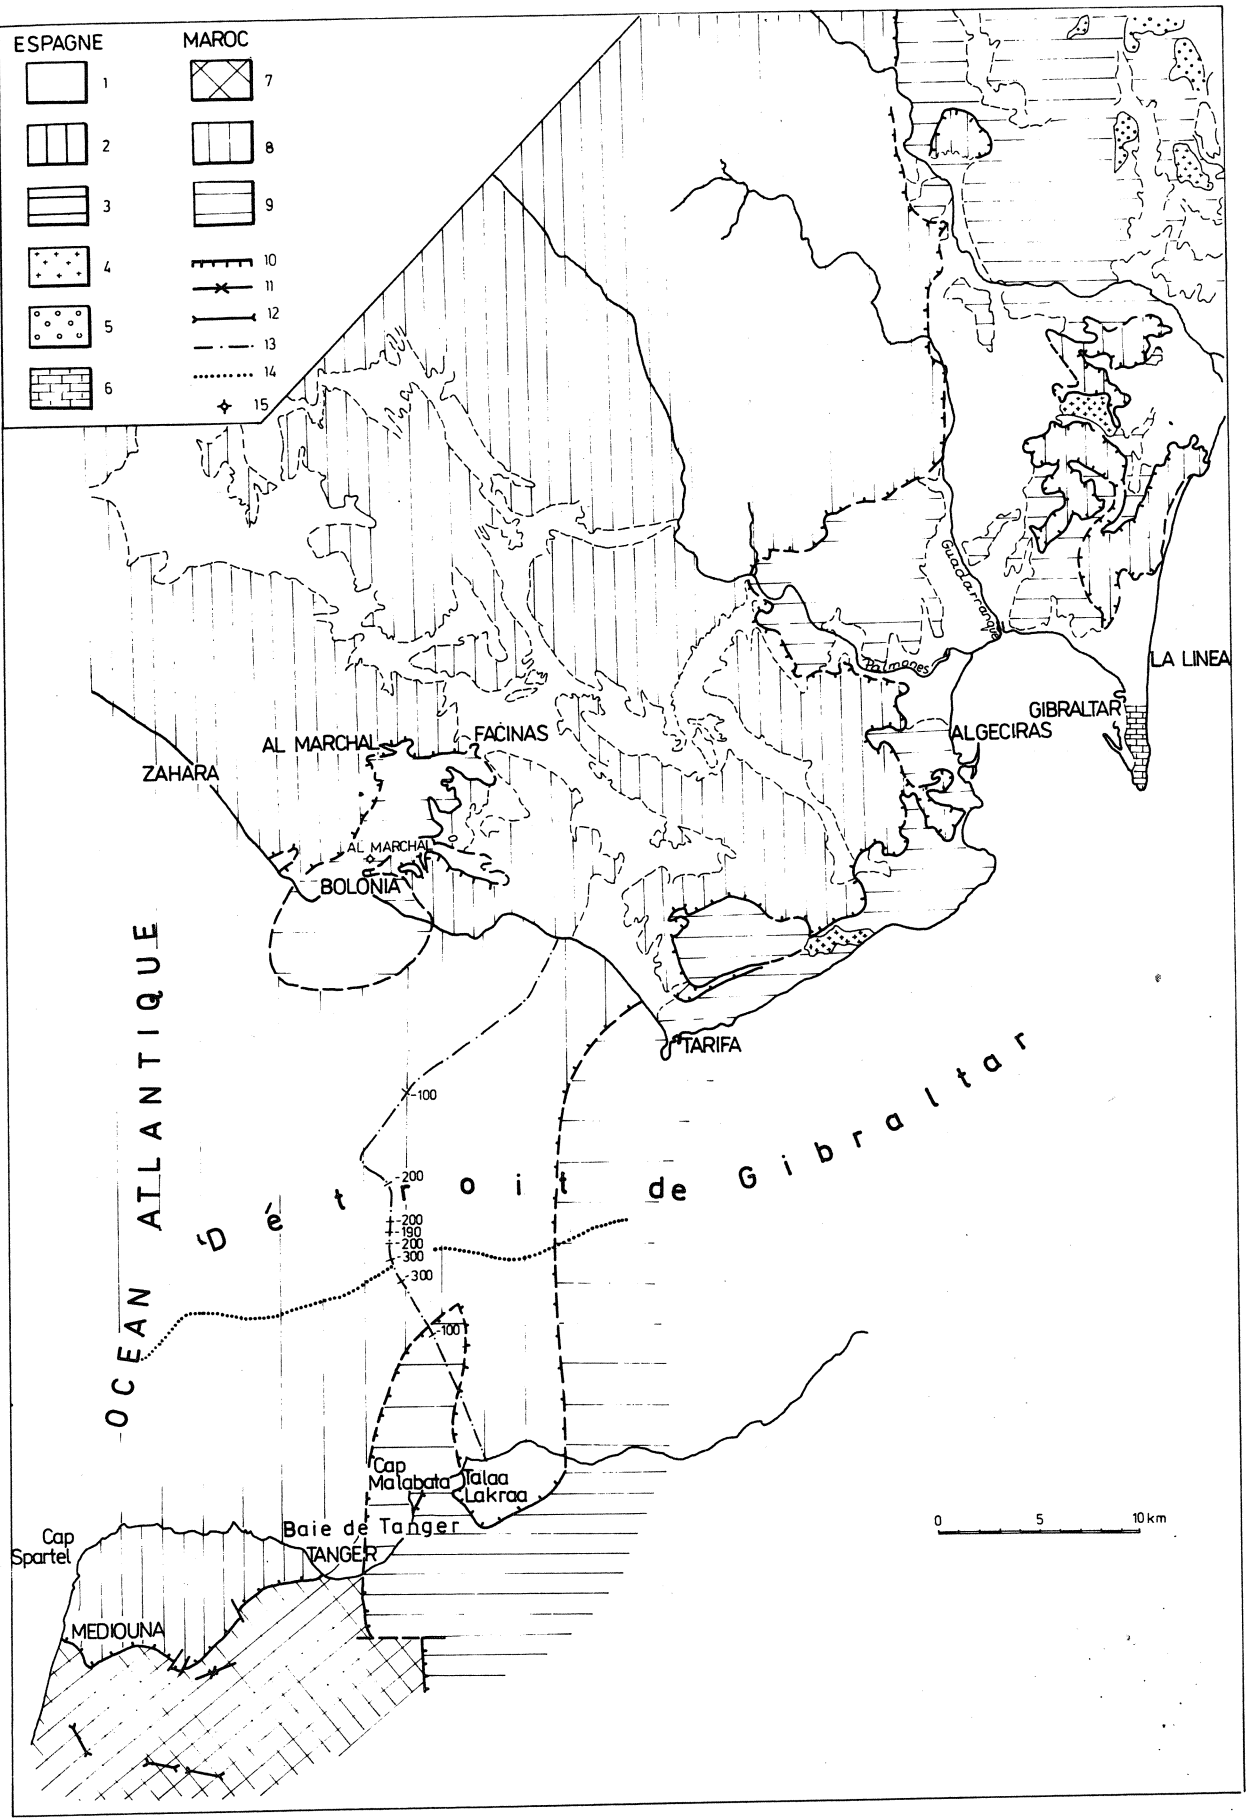 ESPAGNE
MAROC
1
2
3
4
5
6
7
8
9
10
11
12
13
14
15
Guadarranque
Palmones
LA LINEA
GIBRALTAR
ALGECIRAS
AL MARCHAL
FACINAS
ZAHARA
AL MARCHAL
BOLONIA
TARIFA
OCEAN ATLANTIQUE
Détroit de Gibraltar
-100
-200
-200
-190
-200
-300
-300
-100
Cap
Malabata
Talaa
Lakraa
Baie de Tanger
TANGER
Cap
Spartel
MEDIOUNA
0 5 10 km